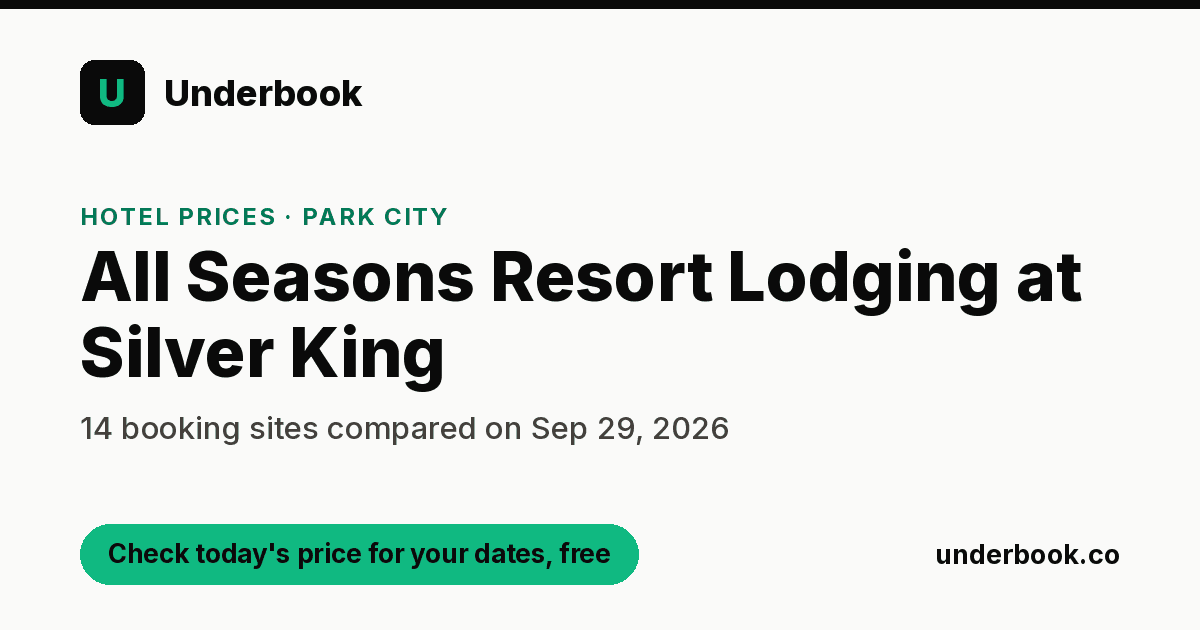 U Underbook
HOTEL PRICES · PARK CITY
All Seasons Resort Lodging at
Silver King
14 booking sites compared on Sep 29, 2026
Check today's price for your dates, free
underbook.co